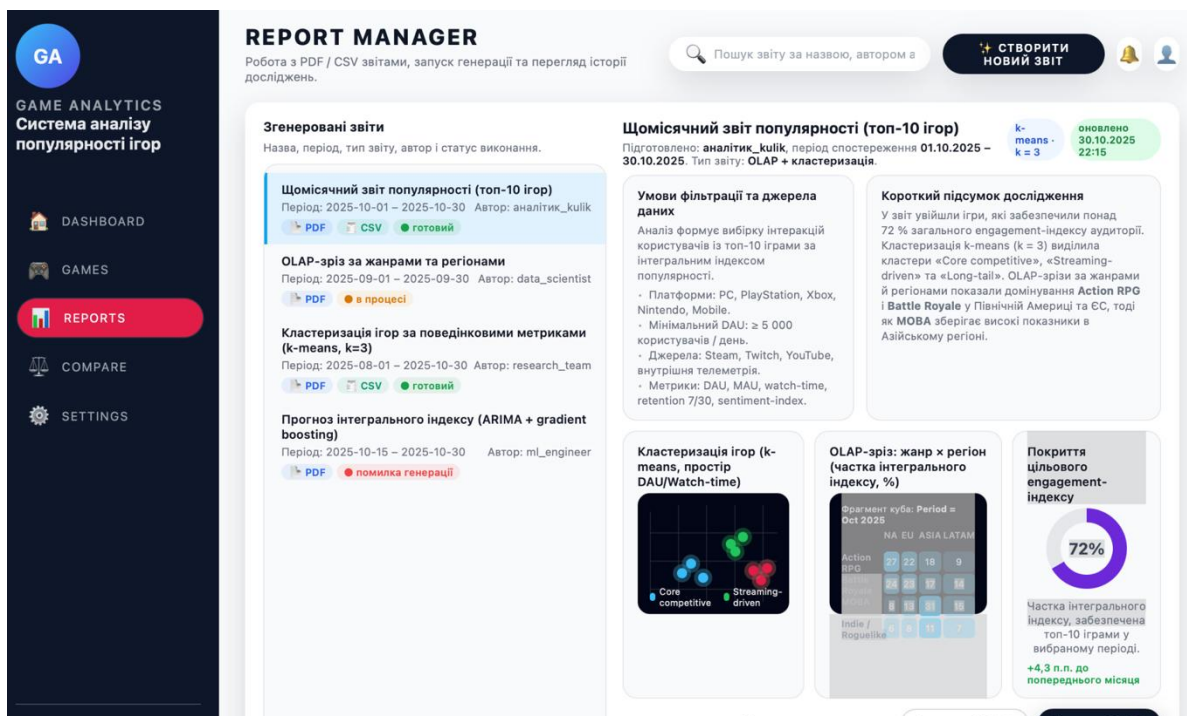 GA
GAME ANALYTICS
Система аналізу
популярності ігор
DASHBOARD
GAMES
REPORTS
COMPARE
SETTINGS
REPORT MANAGER
Робота з PDF / CSV звітами, запуск генерації та перегляд історії
досліджень.
Пошук звіту за назвою, автором а
СТВОРИТИ
НОВИЙ ЗВІТ
Згенеровані звіти
Назва, період, тип звіту, автор і статус виконання.
Щомісячний звіт популярності (топ-10 ігор)
Період: 2025-10-01 – 2025-10-30 Автор: аналітик_kulik
PDF CSV готовий
OLAP-зріз за жанрами та регіонами
Період: 2025-09-01 – 2025-09-30 Автор: data_scientist
PDF в процесі
Кластеризація ігор за поведінковими метриками
(k-means, k=3)
Період: 2025-08-01 – 2025-10-30 Автор: research_team
PDF CSV готовий
Прогноз інтегрального індексу (ARIMA + gradient
boosting)
Період: 2025-10-15 – 2025-10-30 Автор: ml_engineer
PDF помилка генерації
Щомісячний звіт популярності (топ-10 ігор)
Підготовлено: аналітик_kulik, період спостереження 01.10.2025 –
30.10.2025. Тип звіту: OLAP + кластеризація.
k-
means ·
k = 3
оновлено
30.10.2025
22:15
Умови фільтрації та джерела
даних
Аналіз формує вибірку інтеракцій
користувачів із топ-10 іграми за
інтегральним індексом
популярності.
· Платформи: PC, PlayStation, Xbox,
Nintendo, Mobile.
· Мінімальний DAU: ≥ 5 000
користувачів / день.
· Джерела: Steam, Twitch, YouTube,
внутрішня телеметрія.
· Метрики: DAU, MAU, watch-time,
retention 7/30, sentiment-index.
Короткий підсумок дослідження
У звіт увійшли ігри, які забезпечили понад
72 % загального engagement-індексу аудиторії.
Кластеризація k-means (k = 3) виділила
кластери «Core competitive», «Streaming-
driven» та «Long-tail». OLAP-зрізи за жанрами
й регіонами показали домінування Action RPG
і Battle Royale у Північній Америці та ЄС, тоді
як MOBA зберігає високі показники в
Азійському регіоні.
Кластеризація ігор (k-
means, простір
DAU/Watch-time)
Core
competitive
Streaming-
driven
OLAP-зріз: жанр × регіон
(частка інтегрального
індексу, %)
Фрагмент куба: Period =
Oct 2025
NA EU ASIA LATAM
Action
RPG
27 22 18 9
Battle
Royale
24 23 17 14
MOBA
13 31 15
Indie /
Roguelike
9 11 7
Покриття
цільового
engagement-
індексу
72%
Частка інтегрального
індексу, забезпечена
топ-10 іграми у
вибраному періоді.
+4,3 п.п. до
попереднього місяця